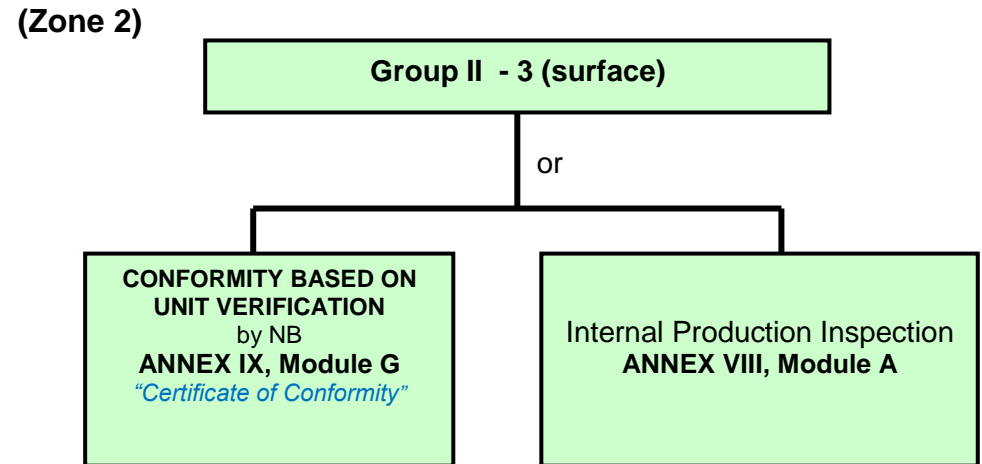 (Zone 2)
Group II - 3 (surface)
or
CONFORMITY BASED ON
UNIT VERIFICATION
by NB
ANNEX IX, Module G
“Certificate of Conformity”
Internal Production Inspection
ANNEX VIII, Module A